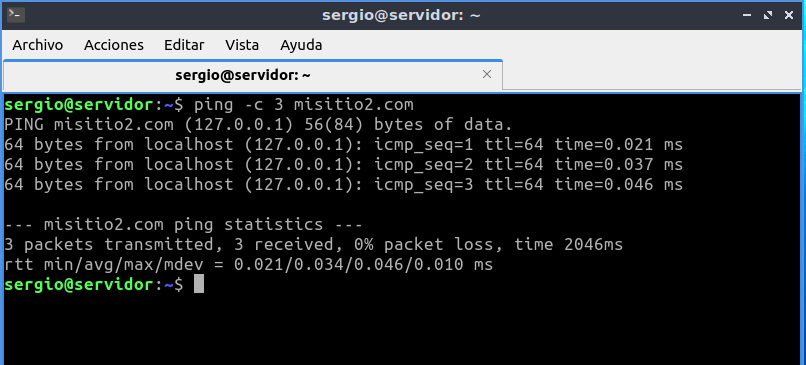 sergio@servidor: ~
Archivo Acciones Editar Vista Ayuda
sergio@servidor: ~
sergio@servidor:~$ ping -c 3 misitio2.com
PING misitio2.com (127.0.0.1) 56(84) bytes of data.
64 bytes from localhost (127.0.0.1): icmp_seq=1 ttl=64 time=0.021 ms
64 bytes from localhost (127.0.0.1): icmp_seq=2 ttl=64 time=0.037 ms
64 bytes from localhost (127.0.0.1): icmp_seq=3 ttl=64 time=0.046 ms
--- misitio2.com ping statistics ---
3 packets transmitted, 3 received, 0% packet loss, time 2046ms
rtt min/avg/max/mdev = 0.021/0.034/0.046/0.010 ms
sergio@servidor:~$